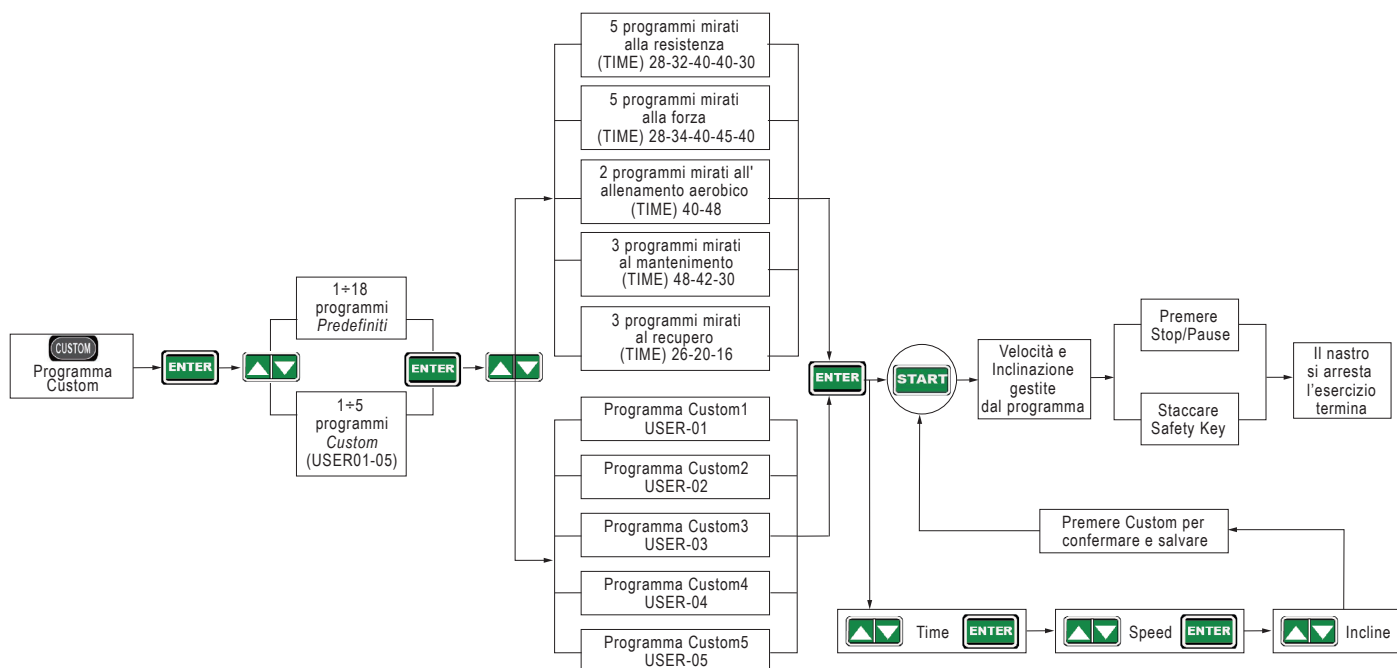 CUSTOM
Programma
Custom
ENTER
1÷18
programmi
Predefiniti
1÷5
programmi
Custom
(USER01-05)
ENTER
5 programmi mirati
alla resistenza
(TIME) 28-32-40-40-30
5 programmi mirati
alla forza
(TIME) 28-34-40-45-40
2 programmi mirati all'
allenamento aerobico
(TIME) 40-48
3 programmi mirati
al mantenimento
(TIME) 48-42-30
3 programmi mirati
al recupero
(TIME) 26-20-16
Programma Custom1
USER-01
Programma Custom2
USER-02
Programma Custom3
USER-03
Programma Custom4
USER-04
Programma Custom5
USER-05
ENTER
START
Velocità e
Inclinazione
gestite
dal programma
Premere
Stop/Pause
Staccare
Safety Key
Il nastro
si arresta
l’esercizio
termina
Premere Custom per
confermare e salvare
Time ENTER
Speed ENTER
Incline